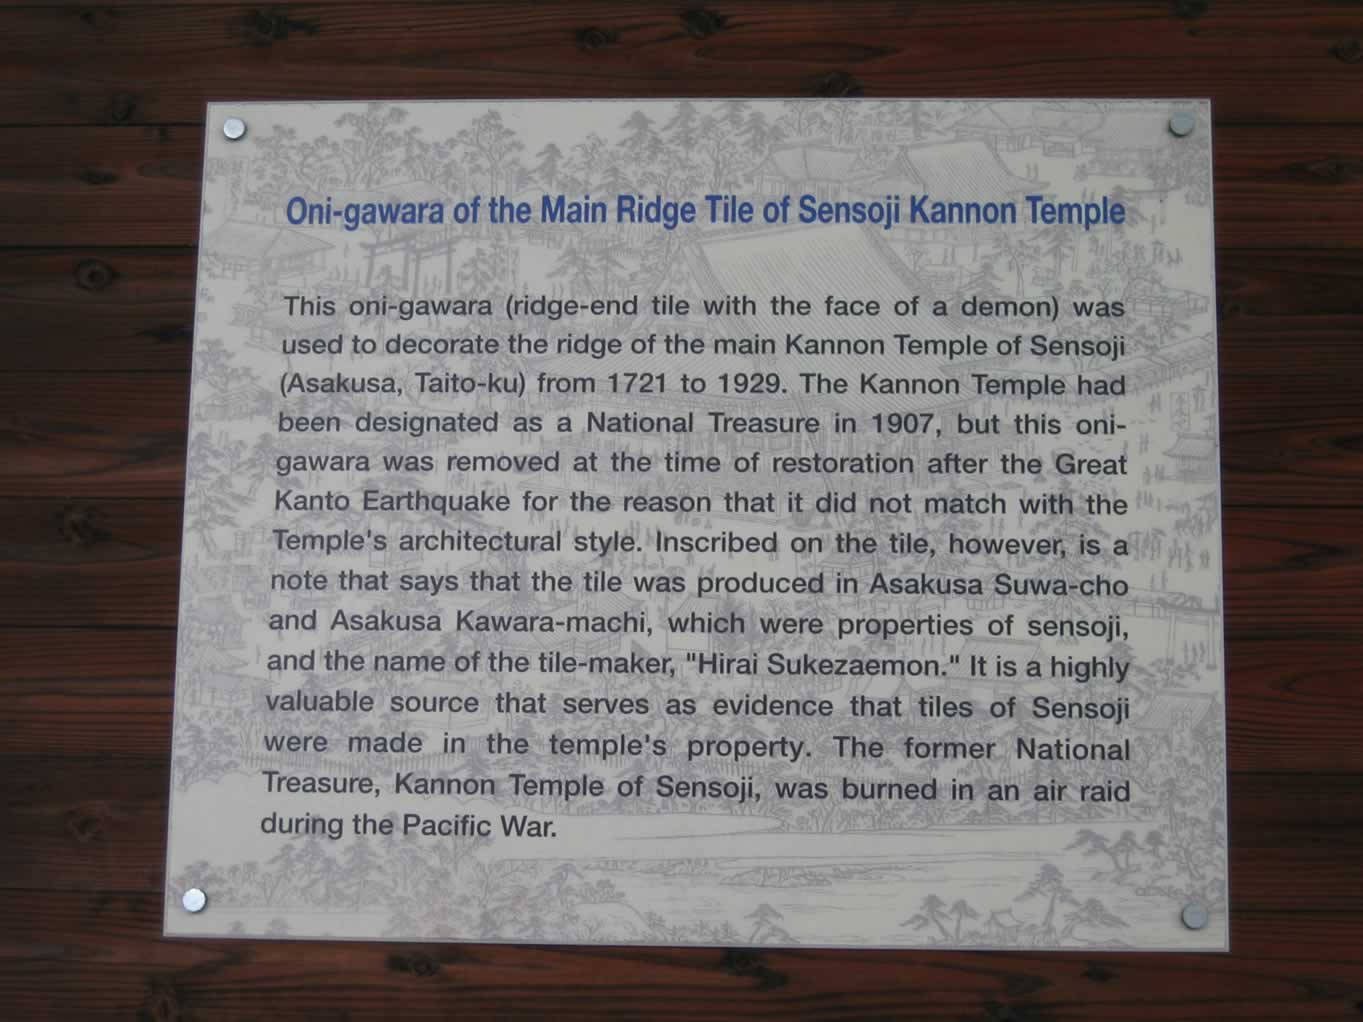 Oni-gawara of the Main Ridge Tile of Sensoji Kannon Temple
This oni-gawara (ridge-end tile with the face of a demon) was
used to decorate the ridge of the main Kannon Temple of Sensoji
(Asakusa, Taito-ku) from 1721 to 1929. The Kannon Temple had
been designated as a National Treasure in 1907, but this oni-
gawara was removed at the time of restoration after the Great
Kanto Earthquake for the reason that it did not match with the
Temple's architectural style. Inscribed on the tile, however, is a
note that says that the tile was produced in Asakusa Suwa-cho
and Asakusa Kawara-machi, which were properties of sensoji,
and the name of the tile-maker, "Hirai Sukezaemon." It is a highly
valuable source that serves as evidence that tiles of Sensoji
were made in the temple's property. The former National
Treasure, Kannon Temple of Sensoji, was burned in an air raid
during the Pacific War.